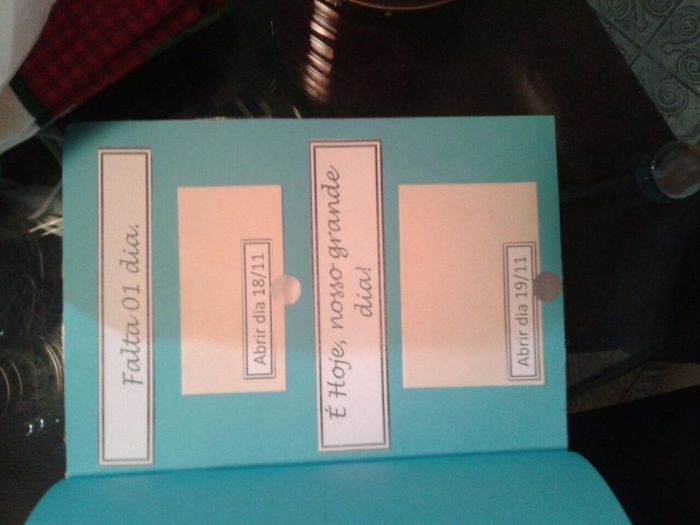 Falta 01 dia.
Abrir dia 18/11
É Hoje, nosso grande
dia!
Abrir dia 19/11